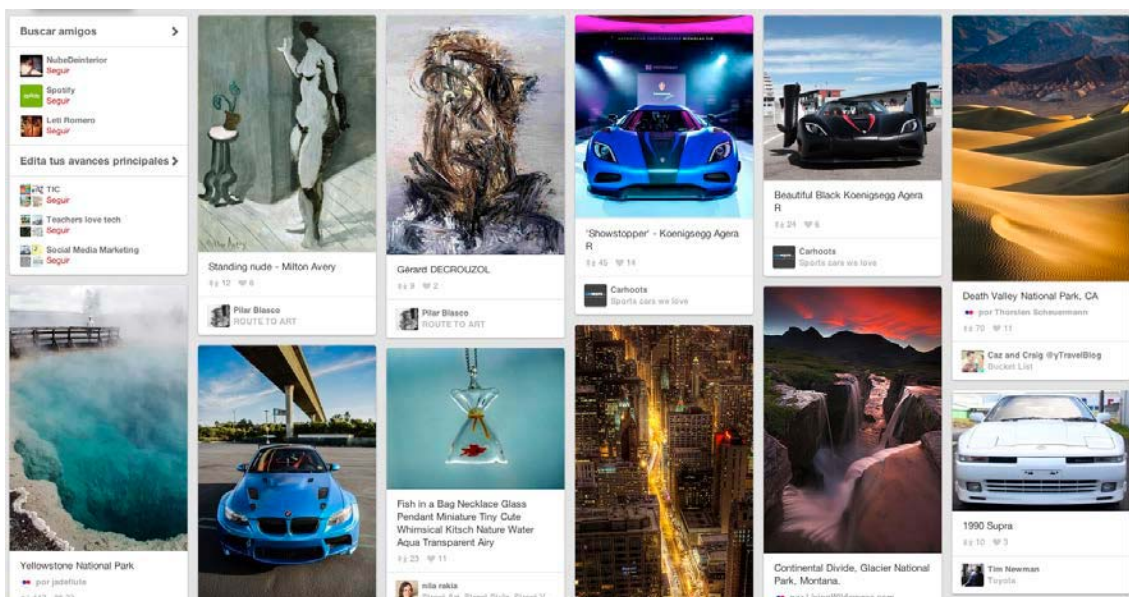 Buscar amigos
NubeDeinterior
Seguir
Spotify
Seguir
Leti Romero
Seguir
Edita tus avances principales
TIC
Seguir
Teachers love tech
Seguir
Social Media Marketing
Seguir
Yellowstone National Park
por jadefiute
Standing nude - Milton Avery
12 6
Pilar Blasco
ROUTE TO ART
Gérard DECROUZOL
9 2
Pilar Blasco
ROUTE TO ART
Fish in a Bag Necklace Glass
Pendant Miniature Tiny Cute
Whimsical Kitsch Nature Water
Aqua Transparent Airy
23 11
nila rakia
'Showstopper' - Koenigsegg Agera
R
45 14
Carhoots
Sports cars we love
Beautiful Black Koenigsegg Agera
R
24 6
Carhoots
Sports cars we love
Continental Divide, Glacier National
Park, Montana.
Death Valley National Park, CA
por Thorsten Scheuermann
70 11
Caz and Craig @yTravelBlog
Bucket List
1990 Supra
10 3
Tim Newman
Toyota